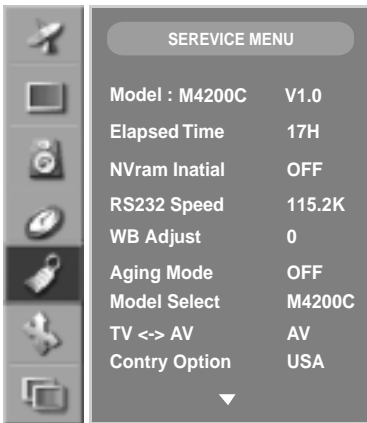 SEREVICE MENU
Model : M4200C V1.0
Elapsed Time 17H
NVram Inatial OFF
RS232 Speed 115.2K
WB Adjust 0
Aging Mode OFF
Model Select M4200C
TV <-> AV AV
Contry Option USA